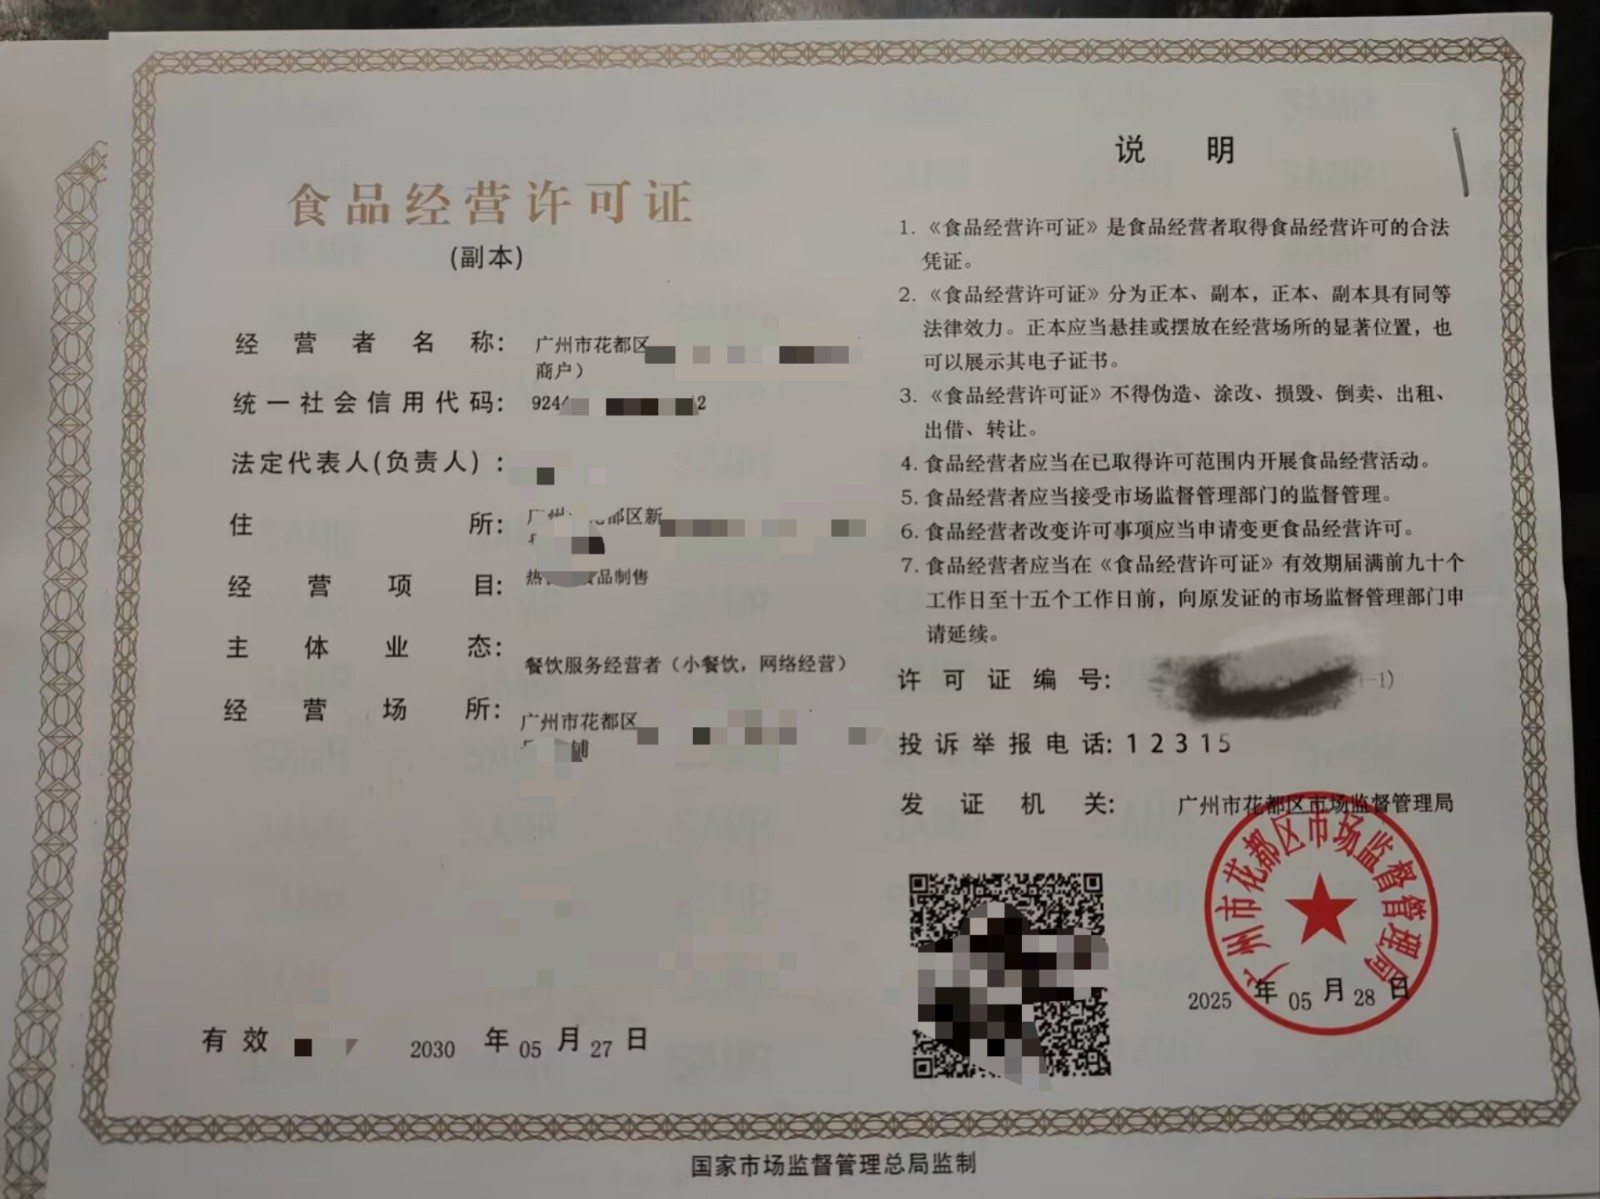 食品经营许可证
(副本)
经营者名称: 广州市花都区
商户）
统一社会信用代码: 924 2
法定代表人(负责人):
住所: 广州 都区新
经营项目: 热 食品制售
主体业态: 餐饮服务经营者（小餐饮，网络经营）
经营场所: 广州市花都区
铺
有效
2030 年 05 月 27 日
说明
1. 《食品经营许可证》是食品经营者取得食品经营许可的合法
凭证。
2. 《食品经营许可证》分为正本、副本，正本、副本具有同等
法律效力。正本应当悬挂或摆放在经营场所的显著位置，也
可以展示其电子证书。
3. 《食品经营许可证》不得伪造、涂改、损毁、倒卖、出租、
出借、转让。
4. 食品经营者应当在已取得许可范围内开展食品经营活动。
5. 食品经营者应当接受市场监督管理部门的监督管理。
6. 食品经营者改变许可事项应当申请变更食品经营许可。
7. 食品经营者应当在《食品经营许可证》有效期届满前九十个
工作日至十五个工作日前，向原发证的市场监督管理部门申
请延续。
许可证编号: -1)
投诉举报电话: 12315
发证机关: 广州市花都区市场监督管理局
广州市花都区市场监督管理局
2025 年 05 月 28 日
国家市场监督管理总局监制